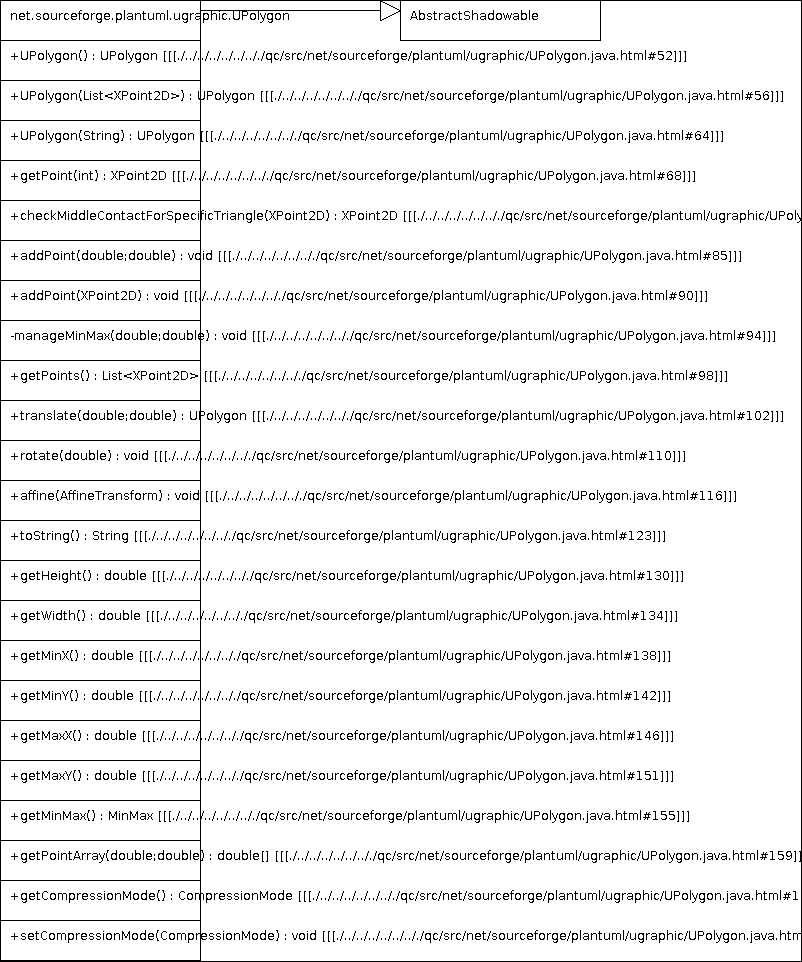 net.sourceforge.plantuml.ugraphic.UPolygon
AbstractShadowable
+UPolygon() : UPolygon [[[./../../../../../../../qc/src/net/sourceforge/plantuml/ugraphic/UPolygon.java.html#52]]]
+UPolygon(List<XPoint2D>) : UPolygon [[[./../../../../../../../qc/src/net/sourceforge/plantuml/ugraphic/UPolygon.java.html#56]]]
+UPolygon(String) : UPolygon [[[./../../../../../../../qc/src/net/sourceforge/plantuml/ugraphic/UPolygon.java.html#64]]]
+getPoint(int) : XPoint2D [[[./../../../../../../../qc/src/net/sourceforge/plantuml/ugraphic/UPolygon.java.html#68]]]
+checkMiddleContactForSpecificTriangle(XPoint2D) : XPoint2D [[[./../../../../../../../qc/src/net/sourceforge/plantuml/ugraphic/UPoly
+addPoint(double;double) : void [[[./../../../../../../../qc/src/net/sourceforge/plantuml/ugraphic/UPolygon.java.html#85]]]
+addPoint(XPoint2D) : void [[[./../../../../../../../qc/src/net/sourceforge/plantuml/ugraphic/UPolygon.java.html#90]]]
-manageMinMax(double;double) : void [[[./../../../../../../../qc/src/net/sourceforge/plantuml/ugraphic/UPolygon.java.html#94]]]
+getPoints() : List<XPoint2D> [[[./../../../../../../../qc/src/net/sourceforge/plantuml/ugraphic/UPolygon.java.html#98]]]
+translate(double;double) : UPolygon [[[./../../../../../../../qc/src/net/sourceforge/plantuml/ugraphic/UPolygon.java.html#102]]]
+rotate(double) : void [[[./../../../../../../../qc/src/net/sourceforge/plantuml/ugraphic/UPolygon.java.html#110]]]
+affine(AffineTransform) : void [[[./../../../../../../../qc/src/net/sourceforge/plantuml/ugraphic/UPolygon.java.html#116]]]
+toString() : String [[[./../../../../../../../qc/src/net/sourceforge/plantuml/ugraphic/UPolygon.java.html#123]]]
+getHeight() : double [[[./../../../../../../../qc/src/net/sourceforge/plantuml/ugraphic/UPolygon.java.html#130]]]
+getWidth() : double [[[./../../../../../../../qc/src/net/sourceforge/plantuml/ugraphic/UPolygon.java.html#134]]]
+getMinX() : double [[[./../../../../../../../qc/src/net/sourceforge/plantuml/ugraphic/UPolygon.java.html#138]]]
+getMinY() : double [[[./../../../../../../../qc/src/net/sourceforge/plantuml/ugraphic/UPolygon.java.html#142]]]
+getMaxX() : double [[[./../../../../../../../qc/src/net/sourceforge/plantuml/ugraphic/UPolygon.java.html#146]]]
+getMaxY() : double [[[./../../../../../../../qc/src/net/sourceforge/plantuml/ugraphic/UPolygon.java.html#151]]]
+getMinMax() : MinMax [[[./../../../../../../../qc/src/net/sourceforge/plantuml/ugraphic/UPolygon.java.html#155]]]
+getPointArray(double;double) : double[] [[[./../../../../../../../qc/src/net/sourceforge/plantuml/ugraphic/UPolygon.java.html#159]]]
+getCompressionMode() : CompressionMode [[[./../../../../../../../qc/src/net/sourceforge/plantuml/ugraphic/UPolygon.java.html#1
+setCompressionMode(CompressionMode) : void [[[./../../../../../../../qc/src/net/sourceforge/plantuml/ugraphic/UPolygon.java.htm